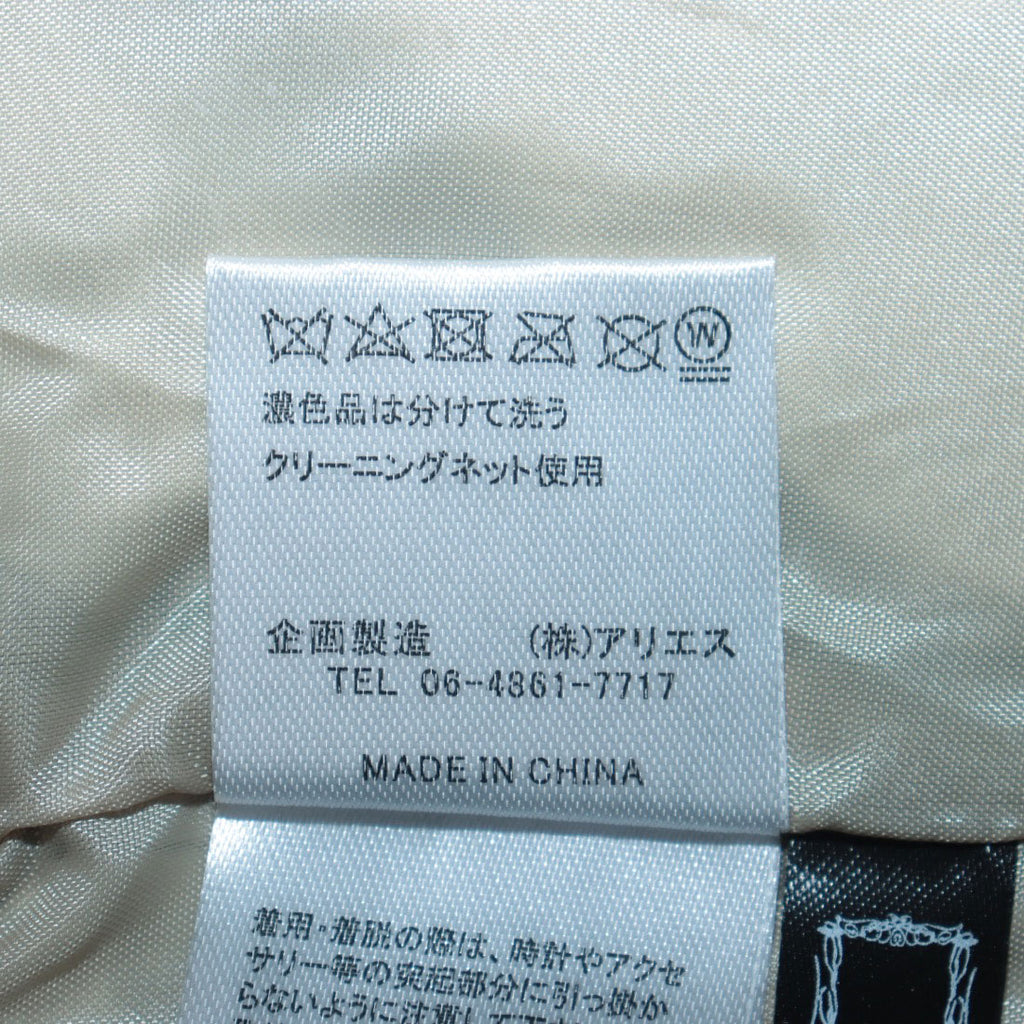 W
濃色品は分けて洗う
クリーニングネット使用
企画製造 (株)アリエス
TEL 06-4861-7717
MADE IN CHINA
着用・着脱の際は、時計やアクセ
サリー等の突起部分に引っ掛か
らないように注意して下さ